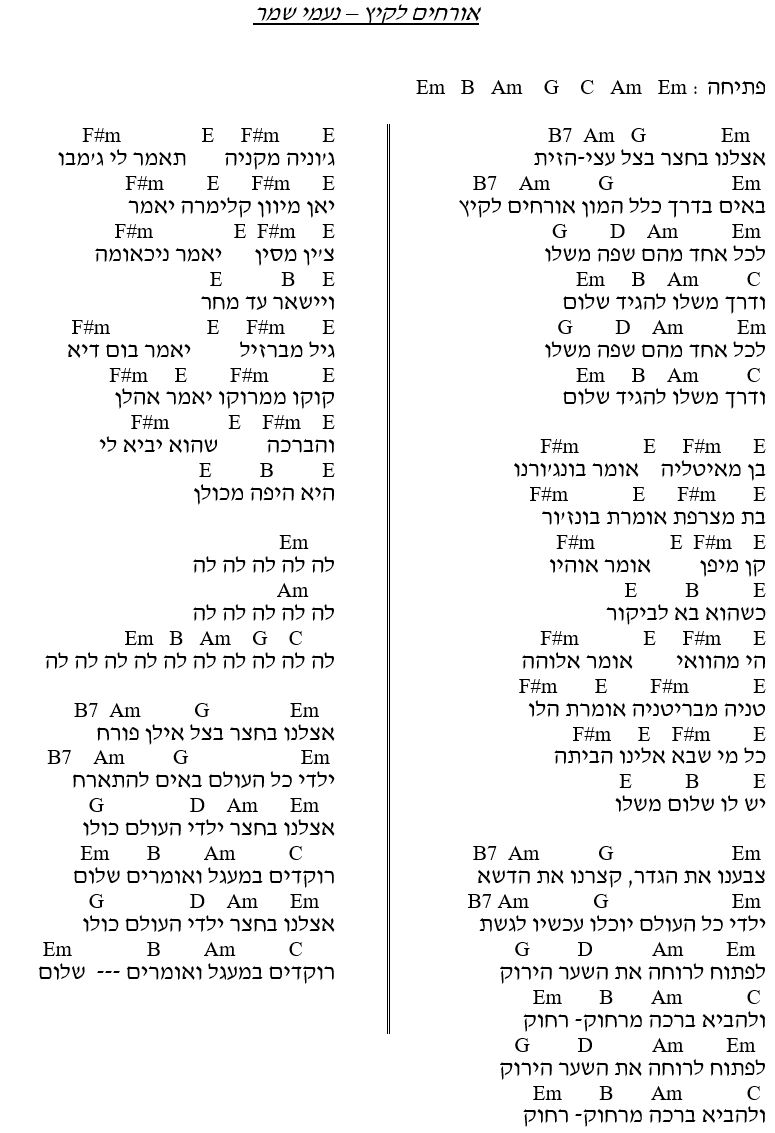 אורחים לקיץ – נעמי שמר
פתיחה : Em B Am G C Am Em
B7 Am G Em
אצלנו בחצר בצל עצי-הזית
B7 Am G Em
באים בדרך כלל המון אורחים לקיץ
G D Am Em
לכל אחד מהם שפה משלו
Em B Am C
ודרך משלו להגיד שלום
G D Am Em
לכל אחד מהם שפה משלו
Em B Am C
ודרך משלו להגיד שלום
F#m E F#m E
בן מאיטליה אומר בונג'ורנו
F#m E F#m E
בת מצרפת אומרת בונז'ור
F#m E F#m E
קן מיפן אומר אוהיו
E B E
כשהוא בא לביקור
F#m E F#m E
הי מהוואי אומר אלוהה
F#m E F#m E
טניה מבריטניה אומרת הלו
F#m E F#m E
כל מי שבא אלינו הביתה
E B E
יש לו שלום משלו
B7 Am G Em
צבענו את הגדר, קצרנו את הדשא
B7 Am G Em
ילדי כל העולם יוכלו עכשיו לגשת
G D Am Em
לפתוח לרוחה את השער הירוק
Em B Am C
ולהביא ברכה מרחוק- רחוק
G D Am Em
לפתוח לרוחה את השער הירוק
Em B Am C
ולהביא ברכה מרחוק- רחוק
F#m E F#m E
ג'וניה מקניה תאמר לי ג'מבו
F#m E F#m E
יאן מיוון קלימרה יאמר
F#m E F#m E
צ'ין מסין יאמר ניכאומה
E B E
ויישאר עד מחר
F#m E F#m E
גיל מברזיל יאמר בום דיא
F#m E F#m E
קוקו ממרוקו יאמר אהלן
F#m E F#m E
והברכה שהוא יביא לי
E B E
היא היפה מכולן
Em
לה לה לה לה לה
Am
לה לה לה לה לה
Em B Am G C
לה לה לה לה לה לה לה לה לה לה
B7 Am G Em
אצלנו בחצר בצל אילן פורח
B7 Am G Em
ילדי כל העולם באים להתארח
G D Am Em
אצלנו בחצר ילדי העולם כולו
Em B Am C
רוקדים במעגל ואומרים שלום
G D Am Em
אצלנו בחצר ילדי העולם כולו
Em B Am C
רוקדים במעגל ואומרים --- שלום